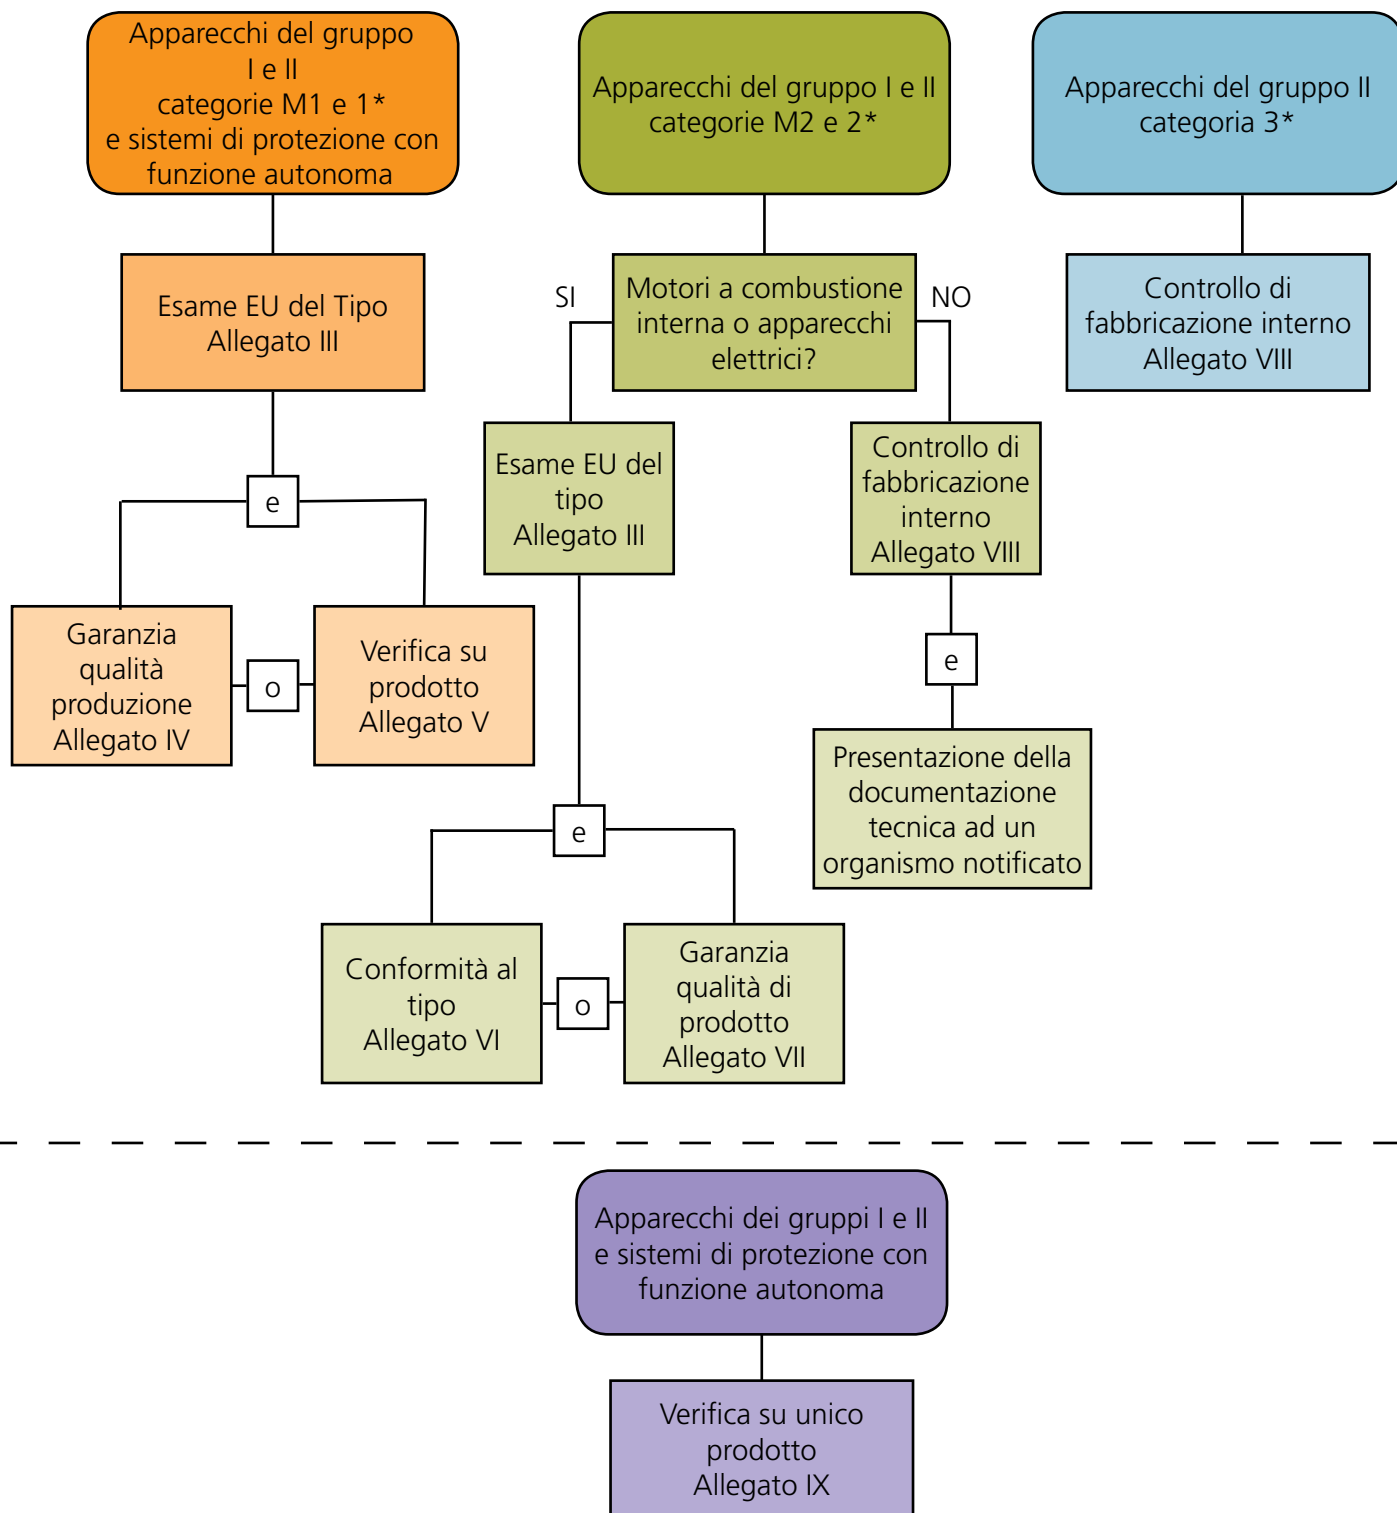 Apparecchi del gruppo
I e II
categorie M1 e 1*
e sistemi di protezione con
funzione autonoma
Esame EU del Tipo
Allegato III
e
Garanzia
qualità
produzione
Allegato IV
o
Verifica su
prodotto
Allegato V
Apparecchi del gruppo I e II
categorie M2 e 2*
SI
Motori a combustione
interna o apparecchi
elettrici?
NO
Esame EU del
tipo
Allegato III
e
Conformità al
tipo
Allegato VI
o
Garanzia
qualità di
prodotto
Allegato VII
Controllo di
fabbricazione
interno
Allegato VIII
e
Presentazione della
documentazione
tecnica ad un
organismo notificato
Apparecchi del gruppo II
categoria 3*
Controllo di
fabbricazione interno
Allegato VIII
Apparecchi dei gruppi I e II
e sistemi di protezione con
funzione autonoma
Verifica su unico
prodotto
Allegato IX